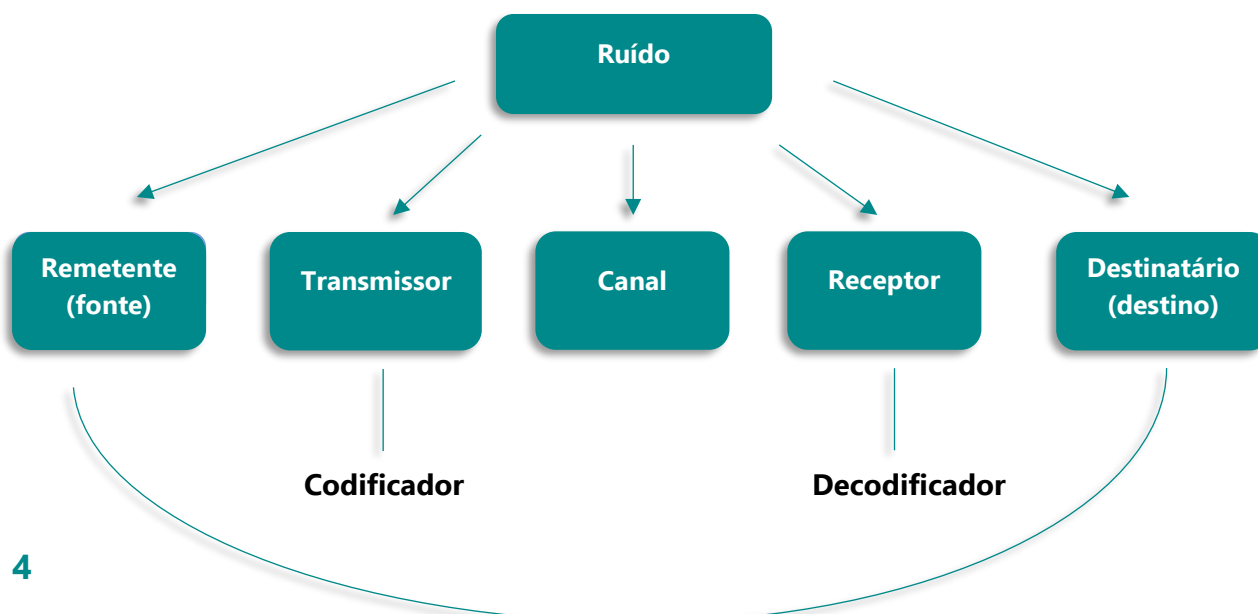 Ruído
Remetente
(fonte)
Transmissor
Canal
Receptor
Destinatário
(destino)
Codificador
Decodificador
4